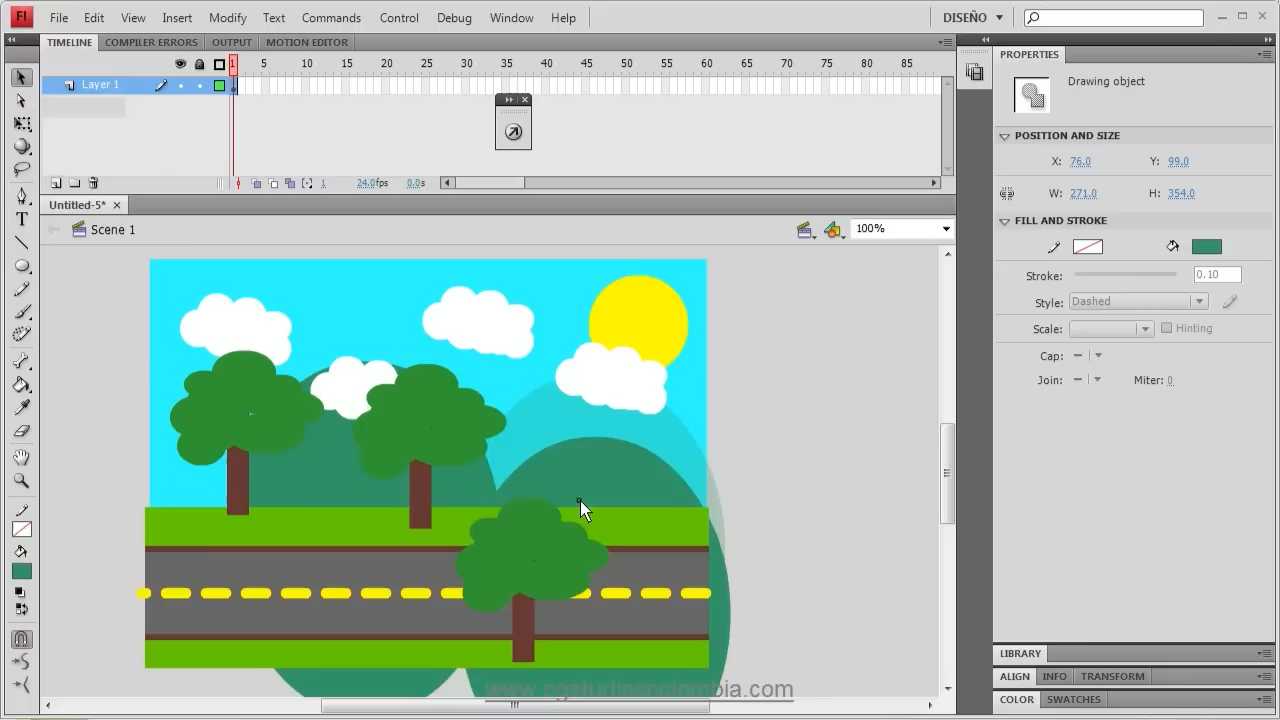 Fl File Edit View Insert Modify Text Commands Control Debug Window Help DISEÑO
TIMELINE COMPILER ERRORS OUTPUT MOTION EDITOR
1 5 10 15 20 25 30 35 40 45 50 55 60 65 70 75 80 85
Layer 1
1 24.0fps 0.0s
Untitled-5*
Scene 1 100%
www.cgstudioscolombia.com
PROPERTIES
Drawing object
POSITION AND SIZE
X: 76.0 Y: 99.0
W: 271.0 H: 354.0
FILL AND STROKE
Stroke: 0,10
Style: Dashed
Scale: Hinting
Cap:
Join: Miter: 0
LIBRARY
ALIGN INFO TRANSFORM
COLOR SWATCHES